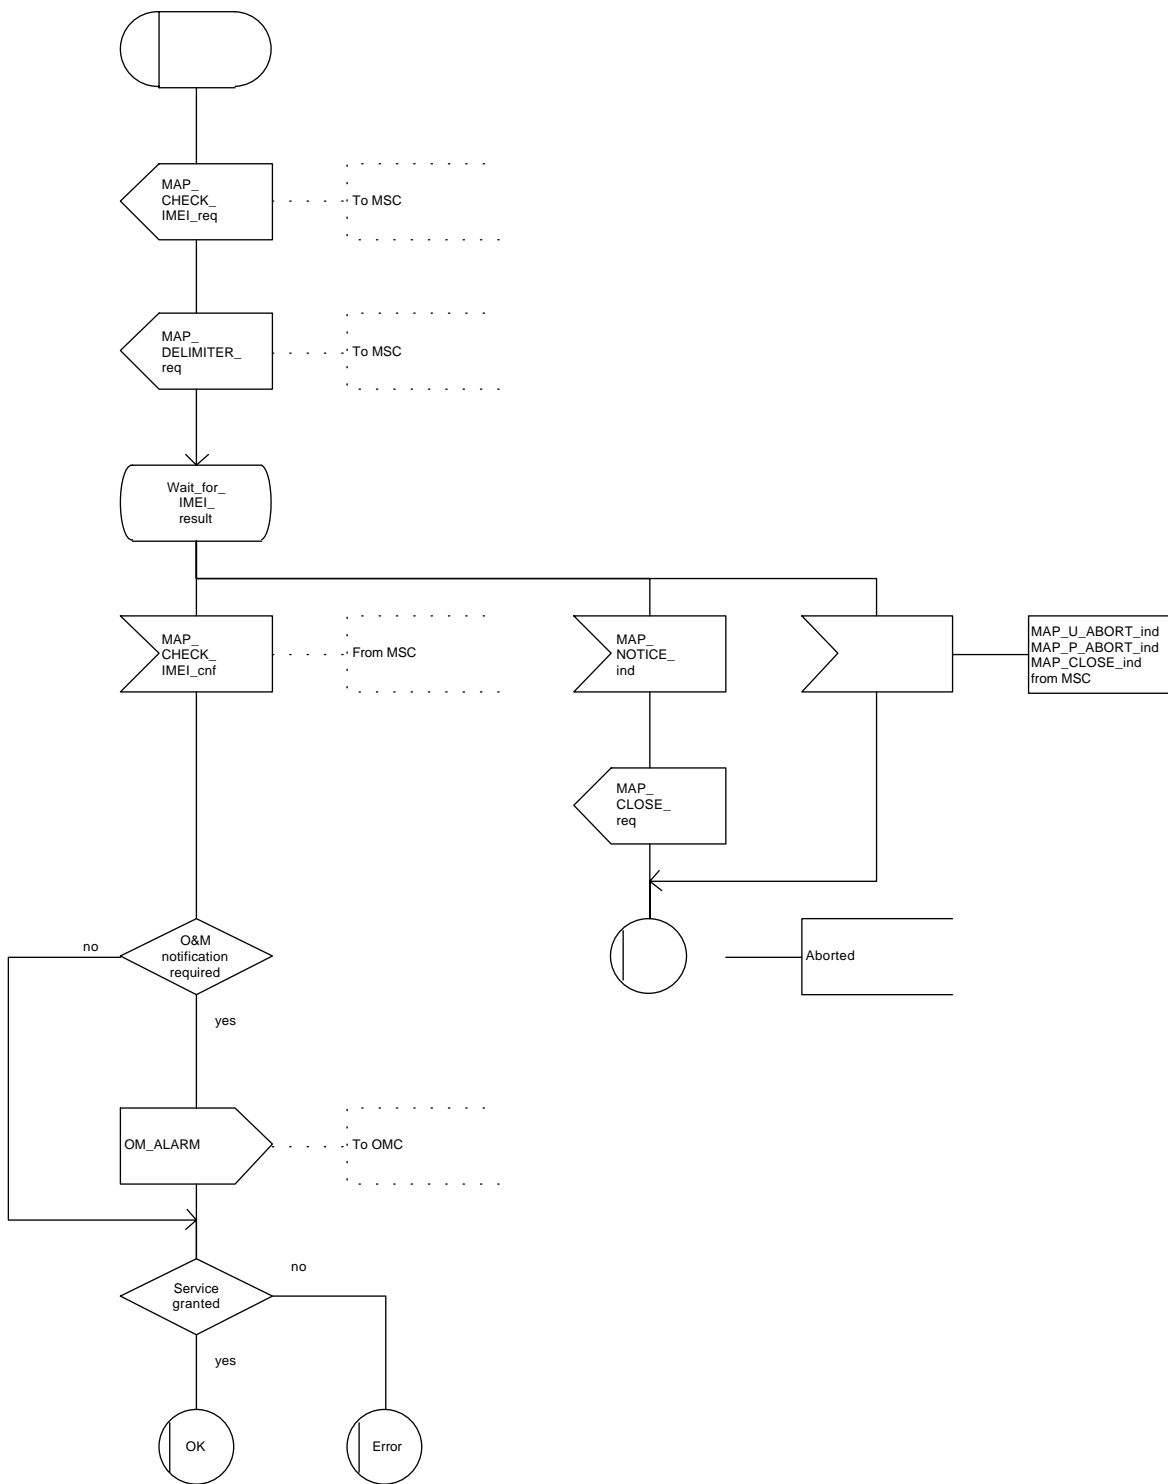 MAP_
CHECK_
IMEI_req
To MSC
MAP_
DELIMITER_
req
To MSC
Wait_for_
IMEI_
result
MAP_
CHECK_
IMEI_cnf
From MSC
MAP_
NOTICE_
ind
MAP_U_ABORT_ind
MAP_P_ABORT_ind
MAP_CLOSE_ind
from MSC
MAP_
CLOSE_
req
no
O&M
notification
required
Aborted
yes
OM_ALARM
To OMC
no
Service
granted
yes
OK
Error